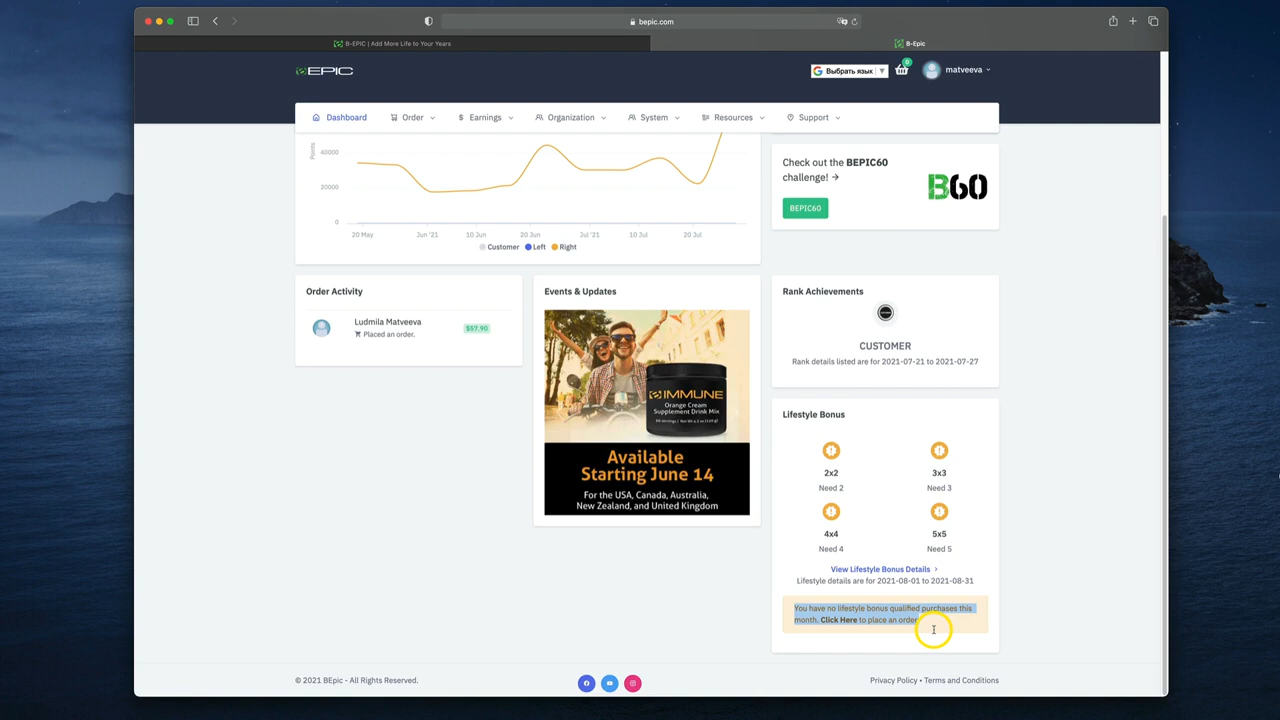 bepic.com
B-EPIC | Add More Life to Your Years
B-Epic
BEPIC
Выбрать язык ▼
0
matveeva
Dashboard
Order
$ Earnings
Organization
System
Resources
Support
Points
40000
20000
0
20 May
Jun '21
10 Jun
20 Jun
Jul '21
10 Jul
20 Jul
Customer
Left
Right
Check out the BEPIC60
challenge! →
BEPIC60
B60
Order Activity
Ludmila Matveeva
Placed an order.
$57.90
Events & Updates
IMMUNE
Orange Cream
Supplement Drink Mix
Available
Starting June 14
For the USA, Canada, Australia,
New Zealand, and United Kingdom
Rank Achievements
CUSTOMER
Rank details listed are for 2021-07-21 to 2021-07-27
Lifestyle Bonus
2x2
Need 2
3x3
Need 3
4x4
Need 4
5x5
Need 5
View Lifestyle Bonus Details
Lifestyle details are for 2021-08-01 to 2021-08-31
You have no lifestyle bonus qualified purchases this
month. Click Here to place an order.
© 2021 BEpic - All Rights Reserved.
Privacy Policy • Terms and Conditions